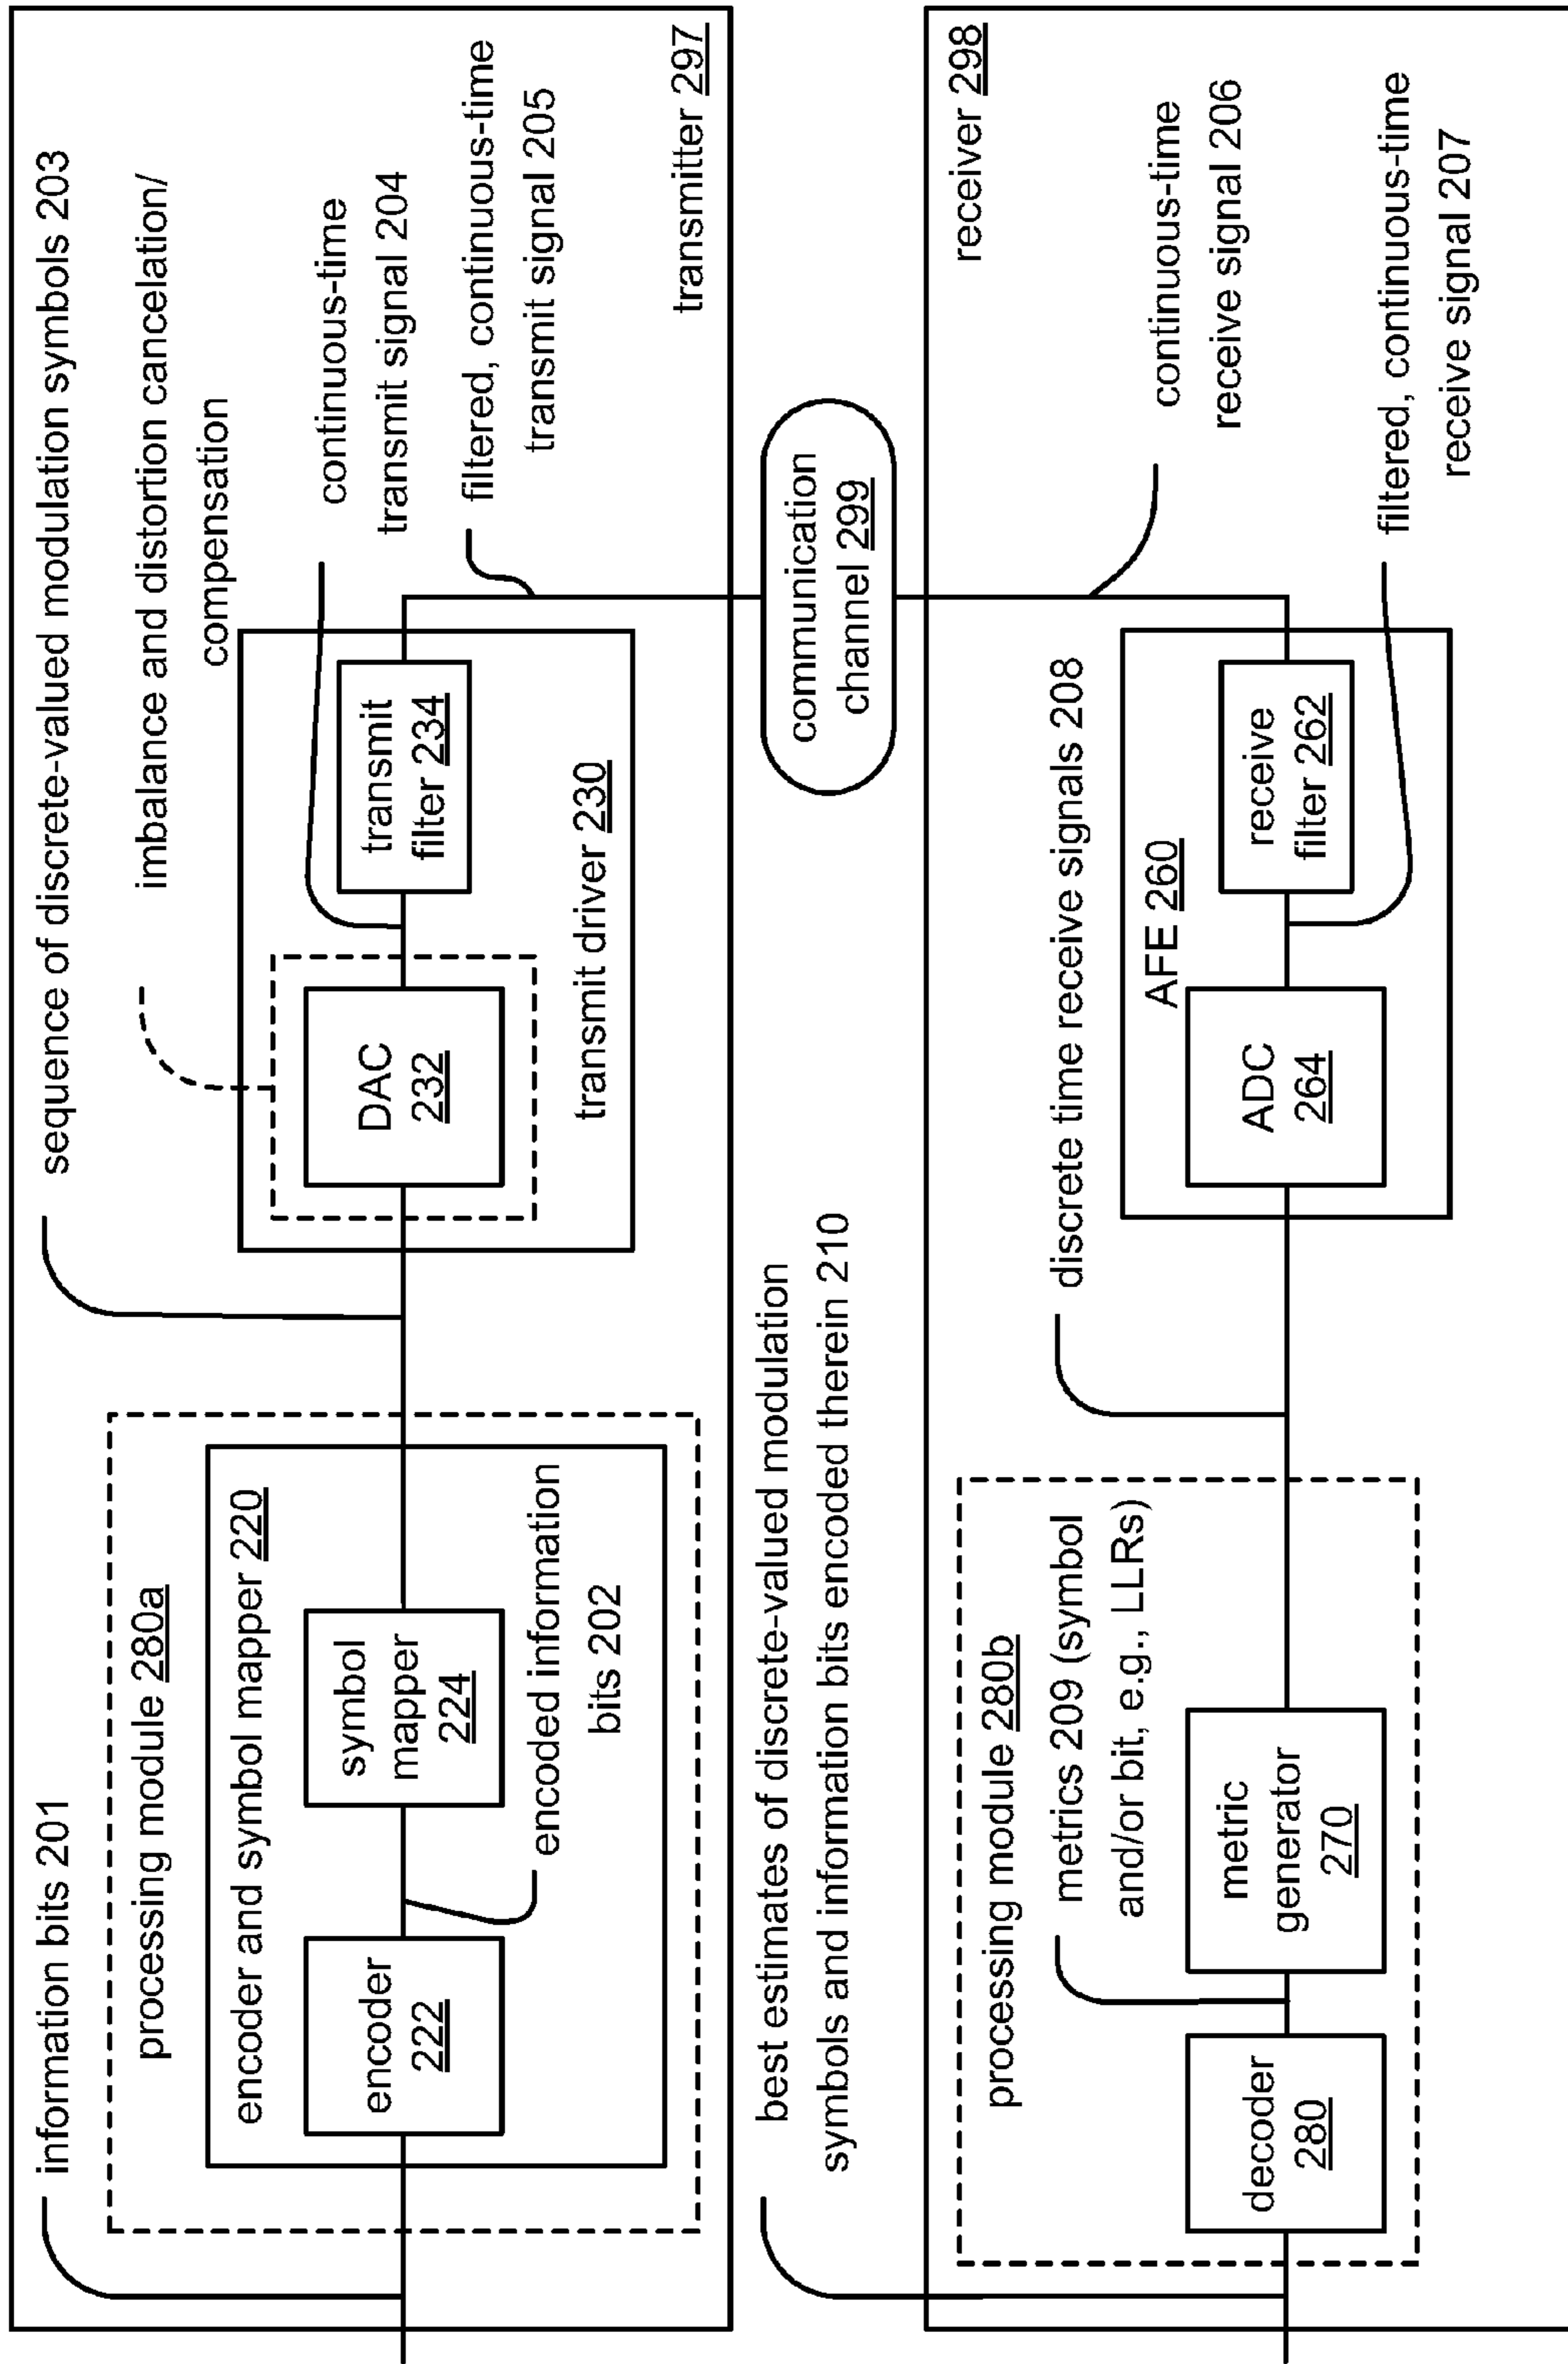 information bits 201
sequence of discrete-valued modulation symbols 203
processing module 280a
imbalance and distortion cancelation/
compensation
encoder and symbol mapper 220
encoder
222
symbol
mapper
224
encoded information
bits 202
DAC
232
transmit
filter 234
transmit driver 230
continuous-time
transmit signal 204
filtered, continuous-time
transmit signal 205
transmitter 297
communication
channel 299
best estimates of discrete-valued modulation
symbols and information bits encoded therein 210
receiver 298
processing module 280b
metrics 209 (symbol
and/or bit, e.g., LLRs)
decoder
280
metric
generator
270
discrete time receive signals 208
AFE 260
ADC
264
receive
filter 262
continuous-time
receive signal 206
filtered, continuous-time
receive signal 207